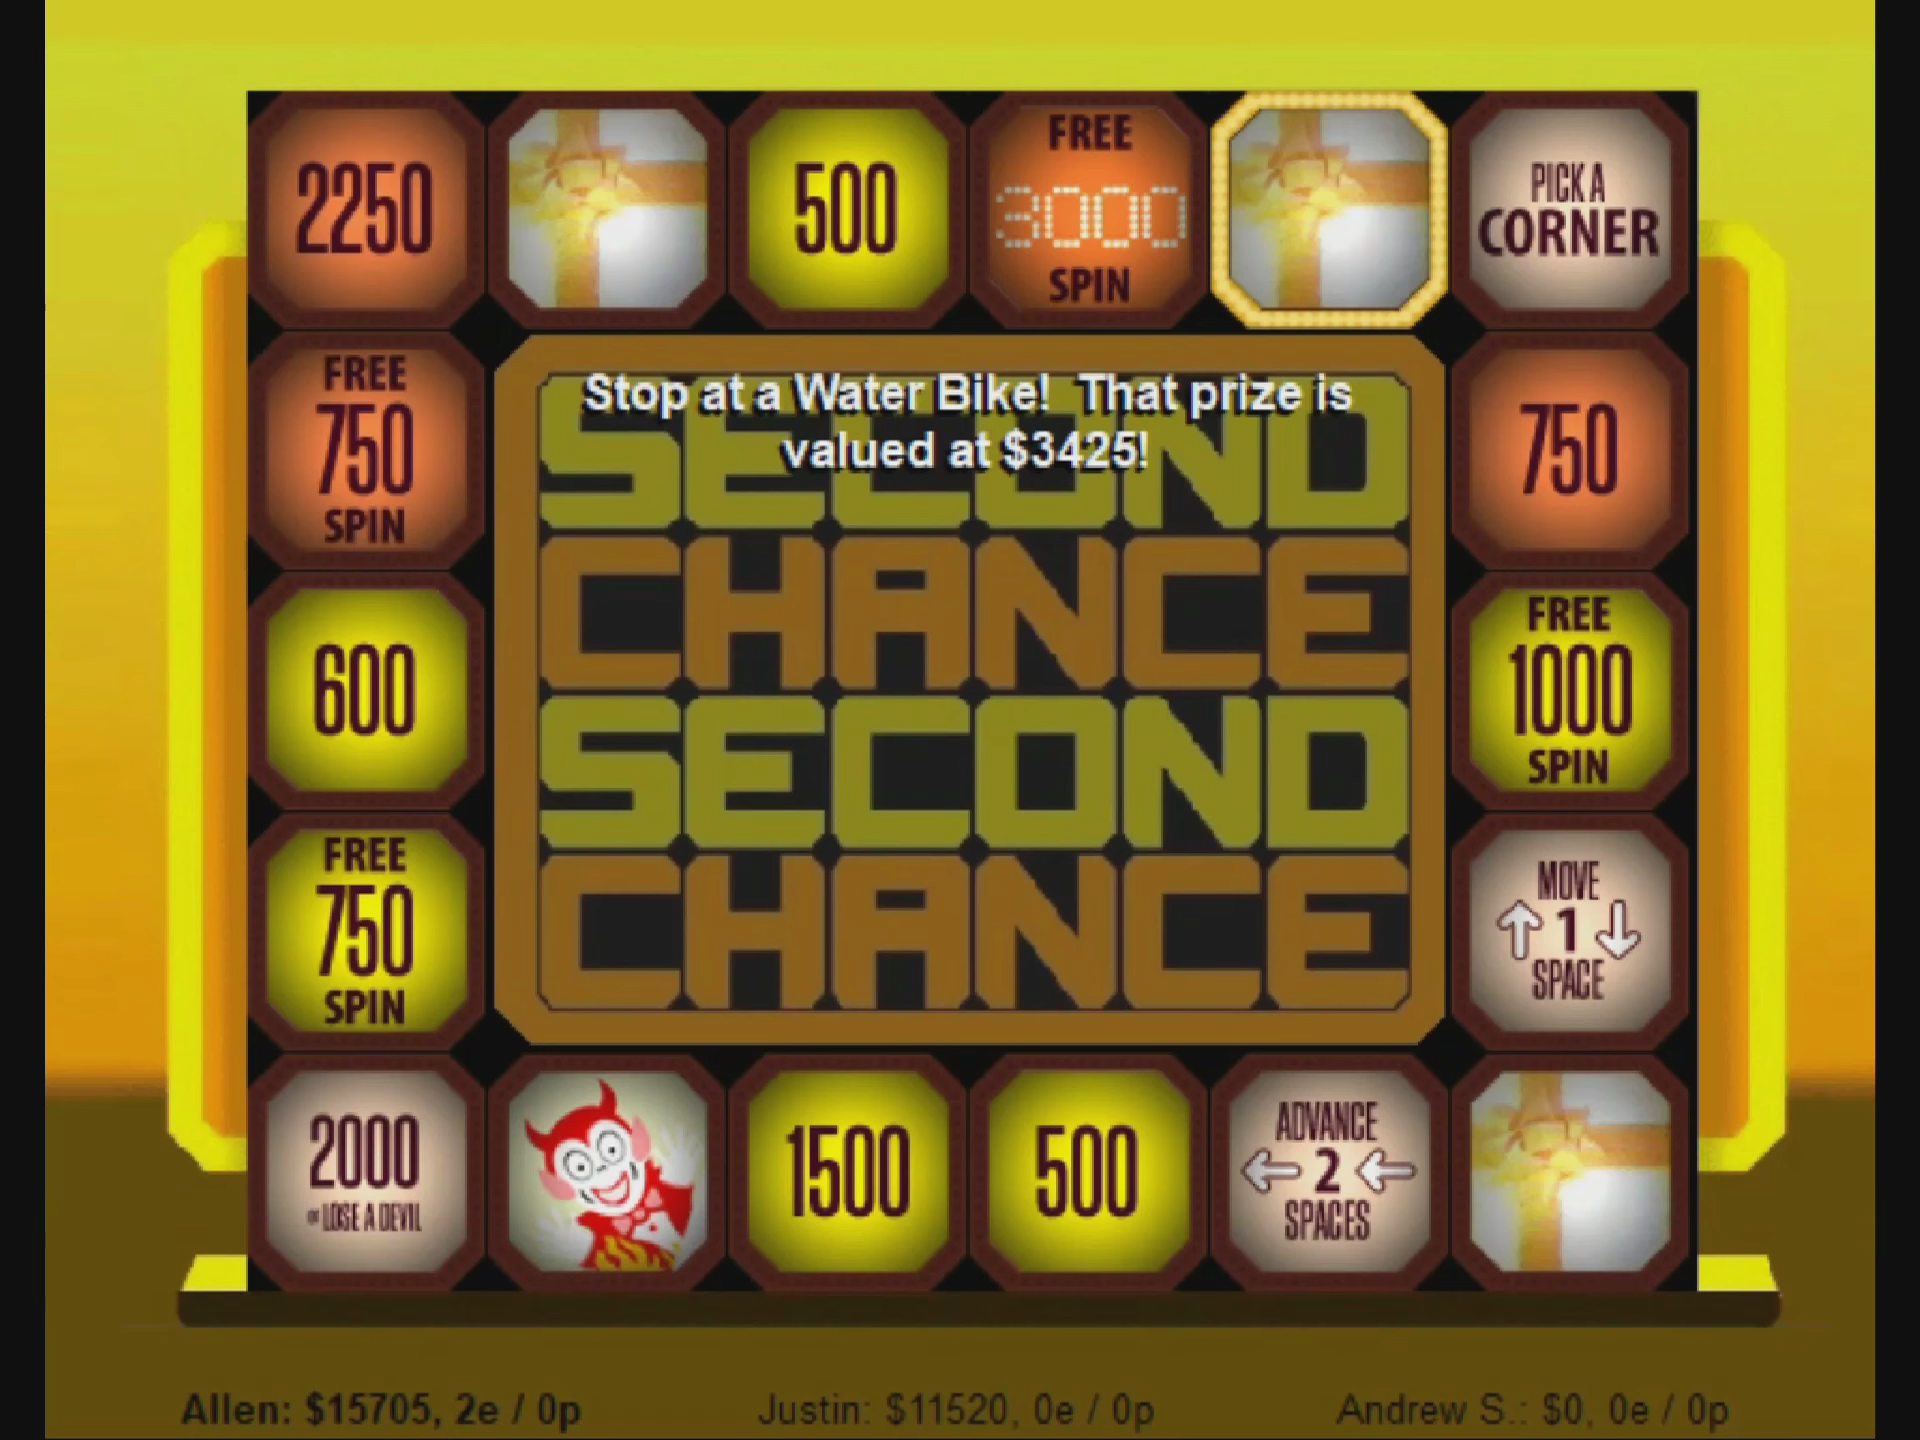 2250
500
FREE
3000
SPIN
PICK A
CORNER
FREE
750
SPIN
Stop at a Water Bike!  That prize is
valued at $3425!
750
SECOND
CHANCE
SECOND
CHANCE
600
FREE
1000
SPIN
FREE
750
SPIN
MOVE
1
SPACE
2000
or LOSE A DEVIL
1500
500
ADVANCE
2
SPACES
Allen: $15705, 2e / 0p
Justin: $11520, 0e / 0p
Andrew S.: $0, 0e / 0p